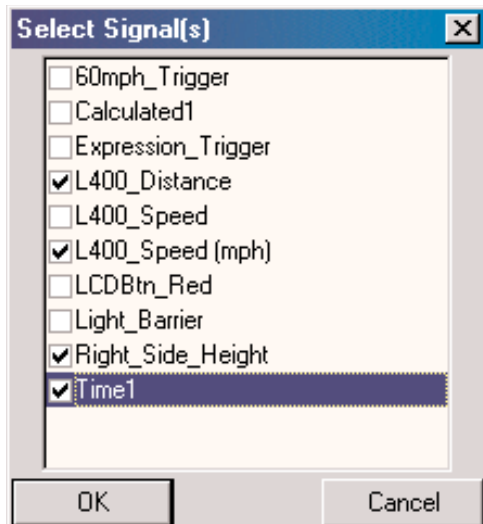 Select Signal(s)
60mph_Trigger
Calculated1
Expression_Trigger
L400_Distance
L400_Speed
L400_Speed (mph)
LCDBtn_Red
Light_Barrier
Right_Side_Height
Time1
OK Cancel